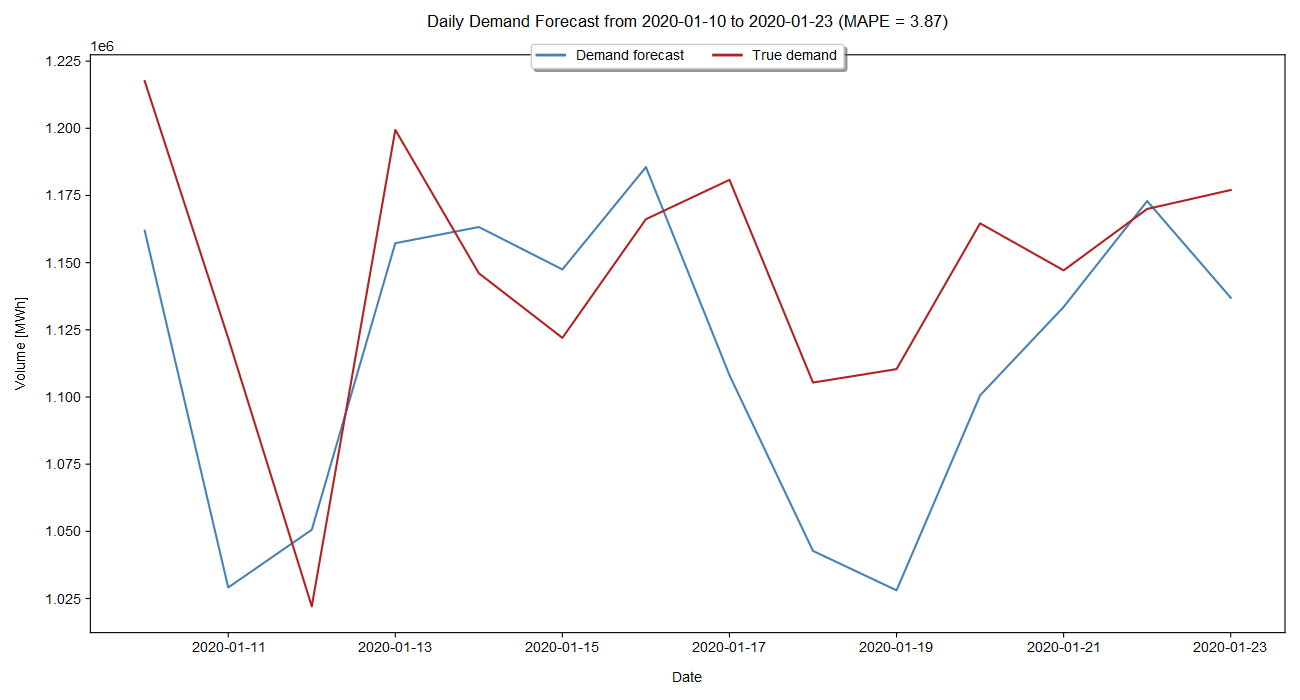 Daily Demand Forecast from 2020-01-10 to 2020-01-23 (MAPE = 3.87)
1e6
Demand forecast
True demand
1.225
1.200
1.175
1.150
1.125
1.100
1.075
1.050
1.025
Volume [MWh]
2020-01-11
2020-01-13
2020-01-15
2020-01-17
2020-01-19
2020-01-21
2020-01-23
Date